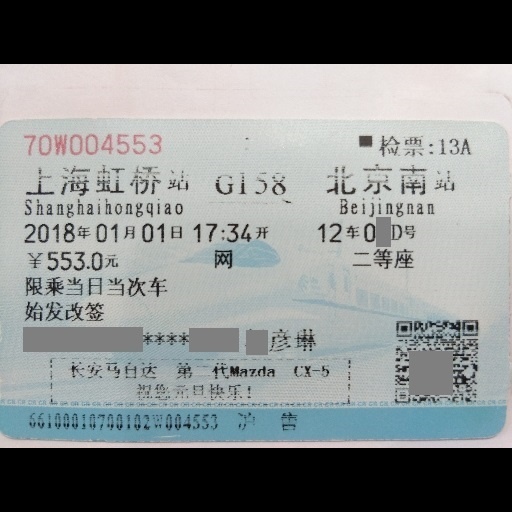 70W004553
检票:13A
上海虹桥站 G158 北京南站
Shanghaihongqiao Beijingnan
2018年01月01日 17:34开 12车0 D号
￥553.0元 网 二等座
限乘当日当次车
始发改签
**** 彦琳
长安马自达 第二代Mazda CX-5
祝您元旦快乐!
66100010700102W004553 沪售